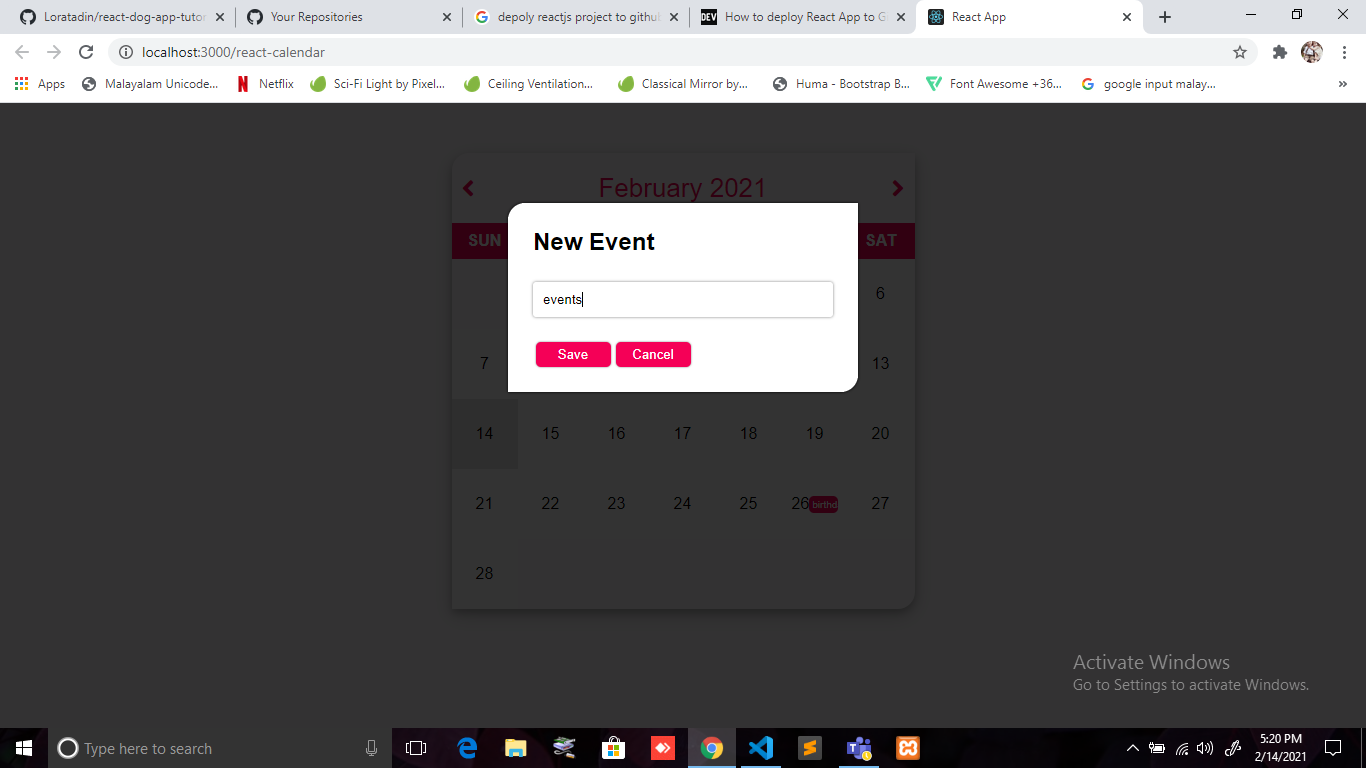 Loratadin/react-dog-app-tutor
Your Repositories
depoly reactjs project to githu
DEV How to deploy React App to G
React App
localhost:3000/react-calendar
Apps
Malayalam Unicode...
Netflix
Sci-Fi Light by Pixel...
Ceiling Ventilation...
Classical Mirror by...
Huma - Bootstrap B...
Font Awesome +36...
google input malay...
»
February 2021
SUN SAT
New Event
events
Save Cancel
6
7 13
14 15 16 17 18 19 20
21 22 23 24 25 26 birthd 27
28
Activate Windows
Go to Settings to activate Windows.
Type here to search
5:20 PM
2/14/2021